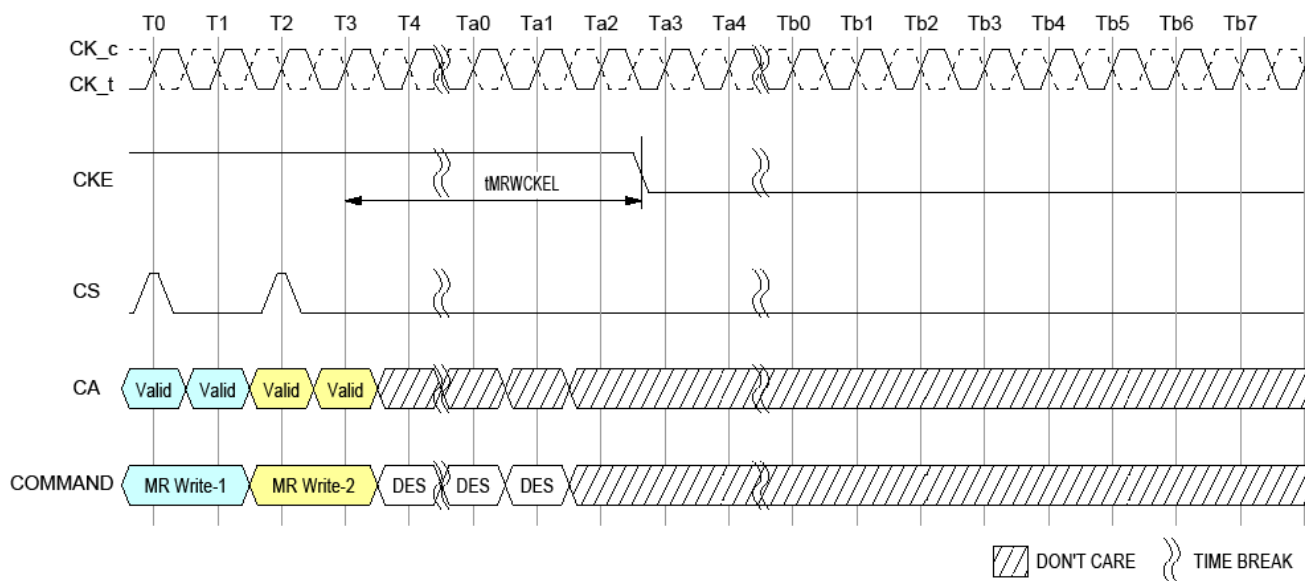 T0 T1 T2 T3 T4 Ta0 Ta1 Ta2 Ta3 Ta4 Tb0 Tb1 Tb2 Tb3 Tb4 Tb5 Tb6 Tb7
CK_c
CK_t
CKE tMRWCKEL
CS
CA Valid Valid Valid Valid
COMMAND MR Write-1 MR Write-2 DES DES DES
DON'T CARE TIME BREAK